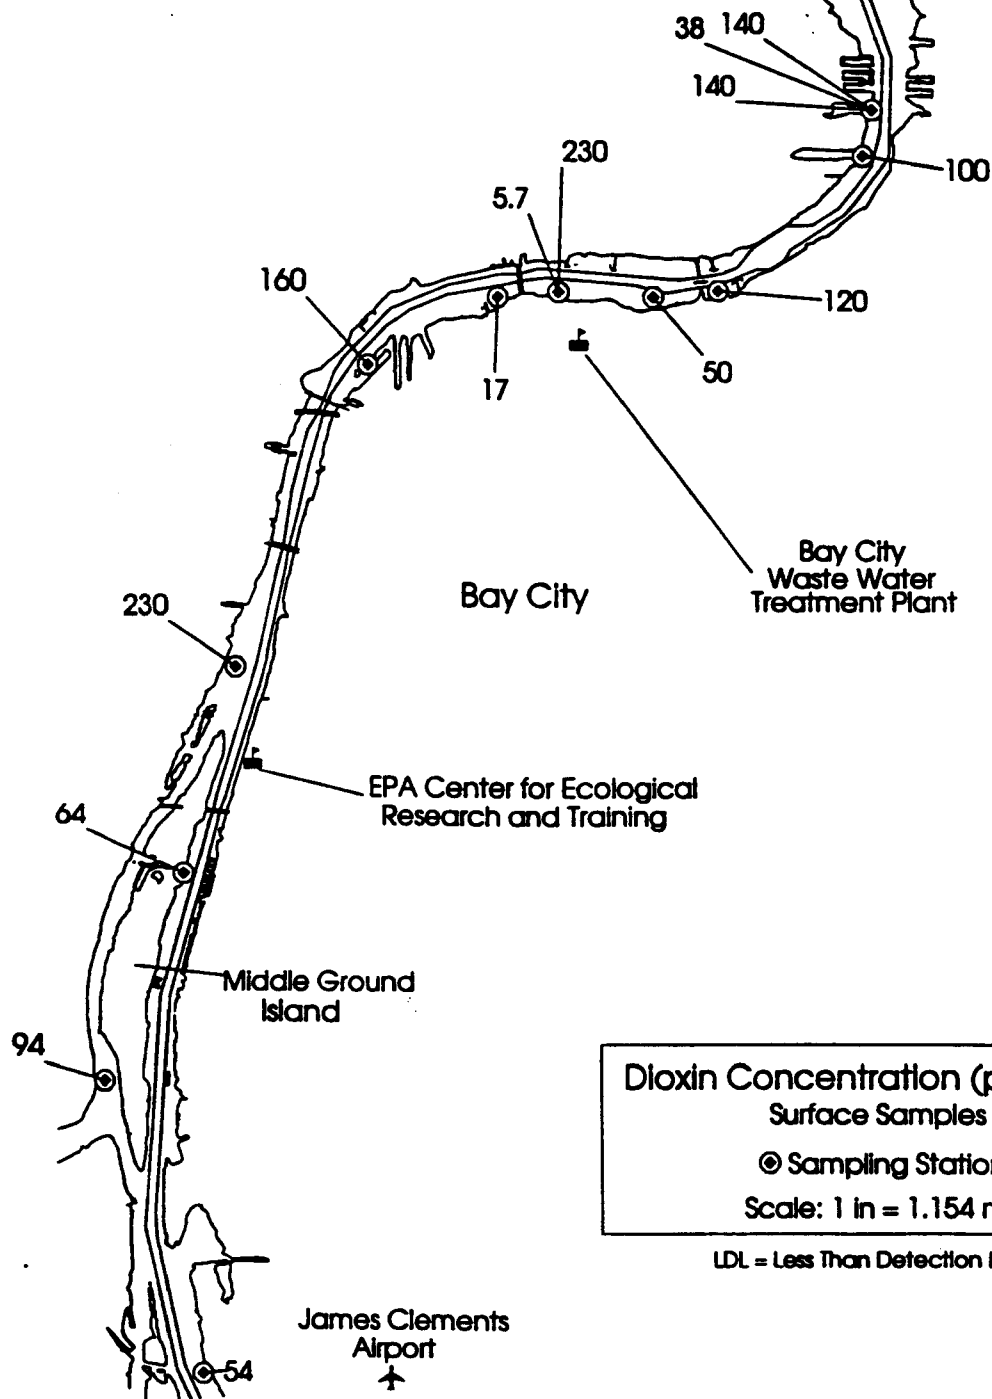 38 140
140
100
230
5.7
160
120
17
50
Bay City
Waste Water
Treatment Plant
Bay City
230
EPA Center for Ecological
Research and Training
64
Middle Ground
Island
94
Dioxin Concentration (p
Surface Samples
Sampling Statio
Scale: 1 in = 1.154 m
LDL = Less Than Detection
James Clements
Airport
54